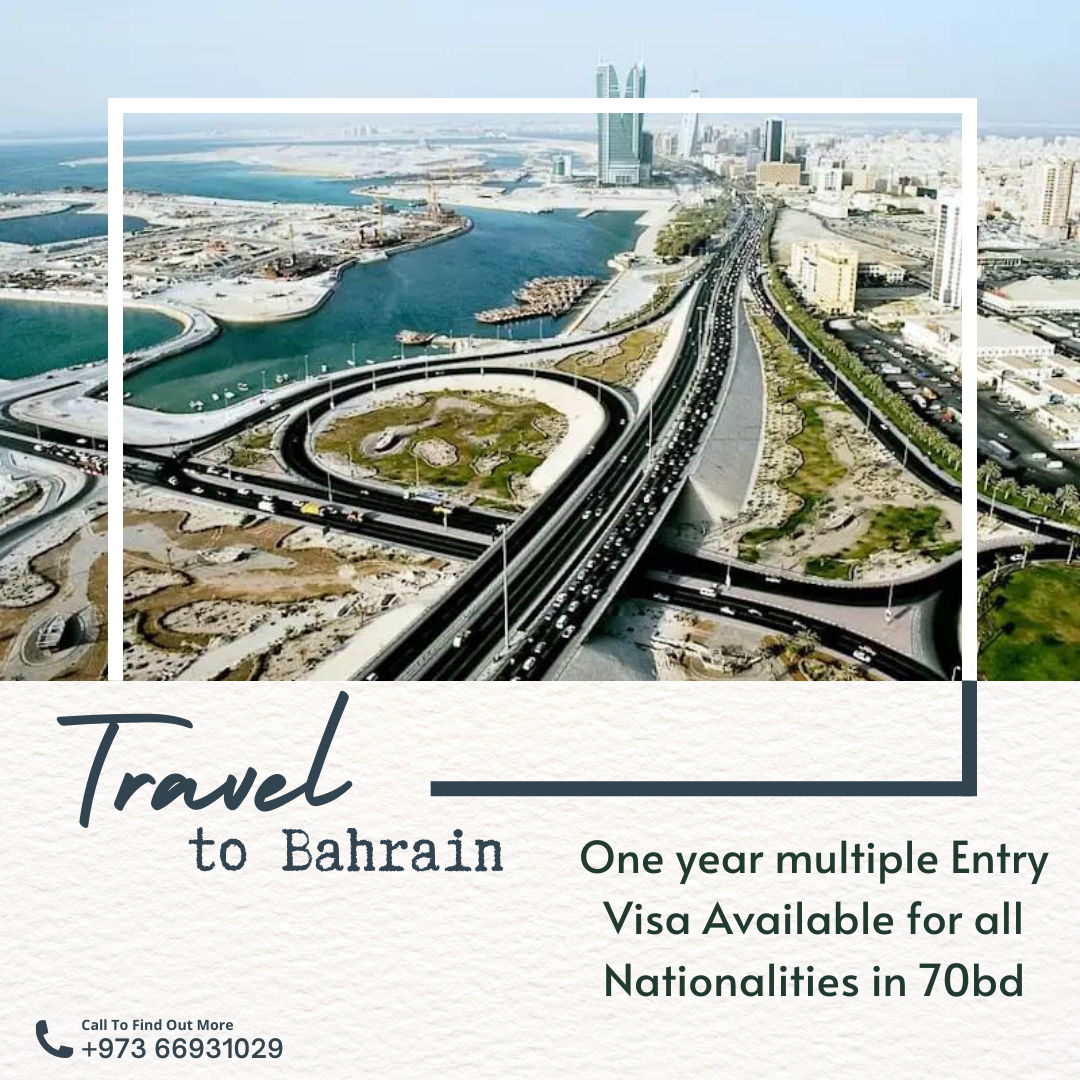 Travel
to Bahrain
One year multiple Entry
Visa Available for all
Nationalities in 70bd
Call To Find Out More
+973 66931029